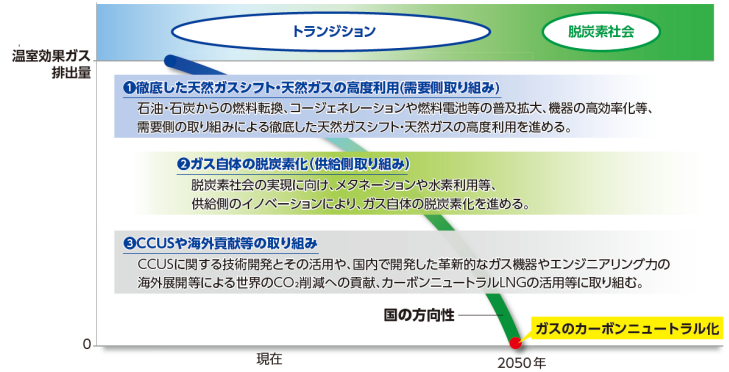 トランジション
脱炭素社会
温室効果ガス
排出量
❶徹底した天然ガスシフト・天然ガスの高度利用(需要側取り組み)
石油・石炭からの燃料転換、コージェネレーションや燃料電池等の普及拡大、機器の高効率化等、
需要側の取り組みによる徹底した天然ガスシフト・天然ガスの高度利用を進める。
❷ガス自体の脱炭素化(供給側取り組み)
脱炭素社会の実現に向け、メタネーションや水素利用等、
供給側のイノベーションにより、ガス自体の脱炭素化を進める。
❸CCUSや海外貢献等の取り組み
CCUSに関する技術開発とその活用や、国内で開発した革新的なガス機器やエンジニアリング力の
海外展開等による世界のCO₂削減への貢献、カーボンニュートラルLNGの活用等に取り組む。
国の方向性
ガスのカーボンニュートラル化
0
現在
2050年